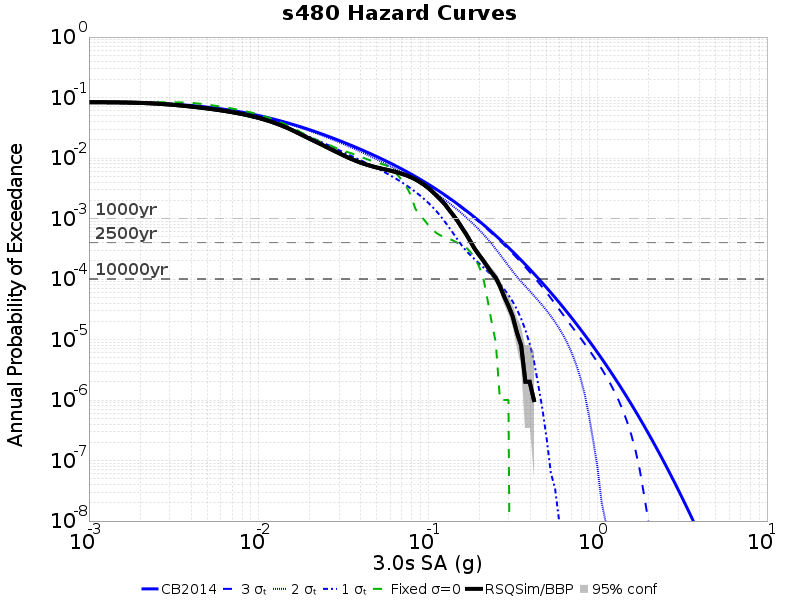 s480 Hazard Curves
Annual Probability of Exceedance
10^0
10^-1
10^-2
10^-3
10^-4
10^-5
10^-6
10^-7
10^-8
1000yr
2500yr
10000yr
10^-3 10^-2 10^-1 10^0 10^1
3.0s SA (g)
CB2014 3 σₜ 2 σₜ 1 σₜ Fixed σ=0 RSQSim/BBP 95% conf